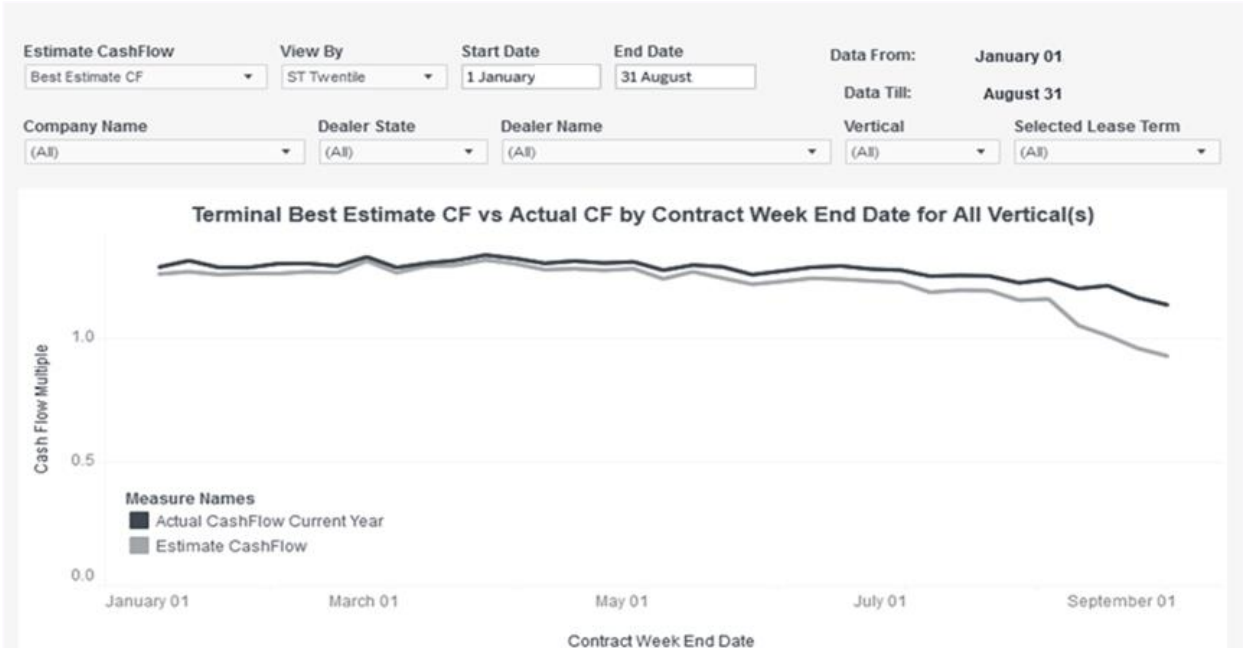 Estimate CashFlow View By Start Date End Date Data From: January 01
Best Estimate CF ST Twentile 1 January 31 August
Data Till: August 31
Company Name Dealer State Dealer Name Vertical Selected Lease Term
(All) (All) (All) (All) (All)
Terminal Best Estimate CF vs Actual CF by Contract Week End Date for All Vertical(s)
Cash Flow Multiple
1.0
0.5
0.0
Measure Names
Actual CashFlow Current Year
Estimate CashFlow
January 01 March 01 May 01 July 01 September 01
Contract Week End Date